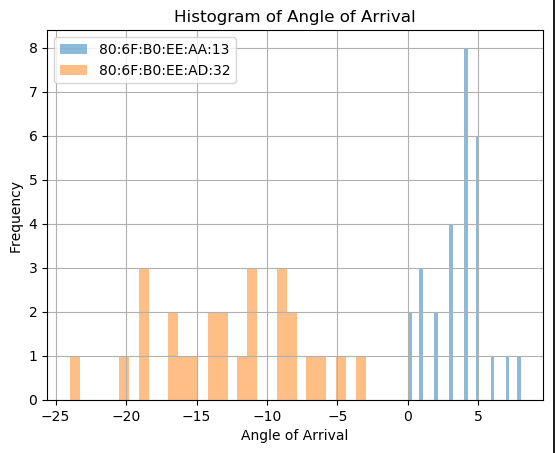 Histogram of Angle of Arrival
80:6F:B0:EE:AA:13
80:6F:B0:EE:AD:32
Frequency
8
7
6
5
4
3
2
1
0
−25 −20 −15 −10 −5 0 5
Angle of Arrival